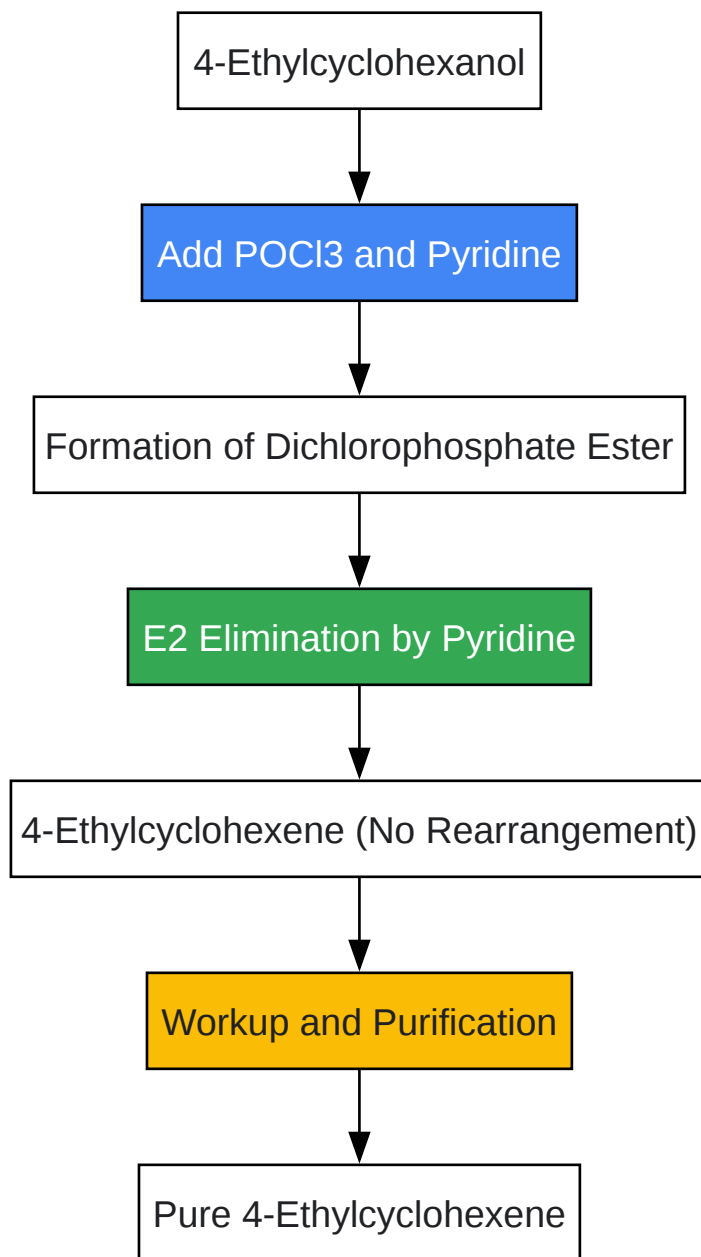 4-Ethylcyclohexanol
Add POCl3 and Pyridine
Formation of Dichlorophosphate Ester
E2 Elimination by Pyridine
4-Ethylcyclohexene (No Rearrangement)
Workup and Purification
Pure 4-Ethylcyclohexene